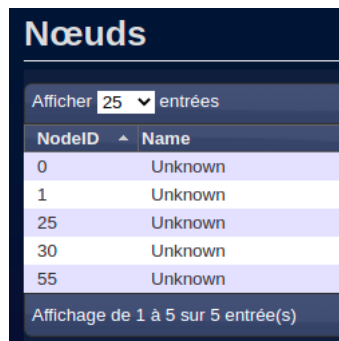 Nœuds
Afficher 25 entrées
NodeID Name
0 Unknown
1 Unknown
25 Unknown
30 Unknown
55 Unknown
Affichage de 1 à 5 sur 5 entrée(s)